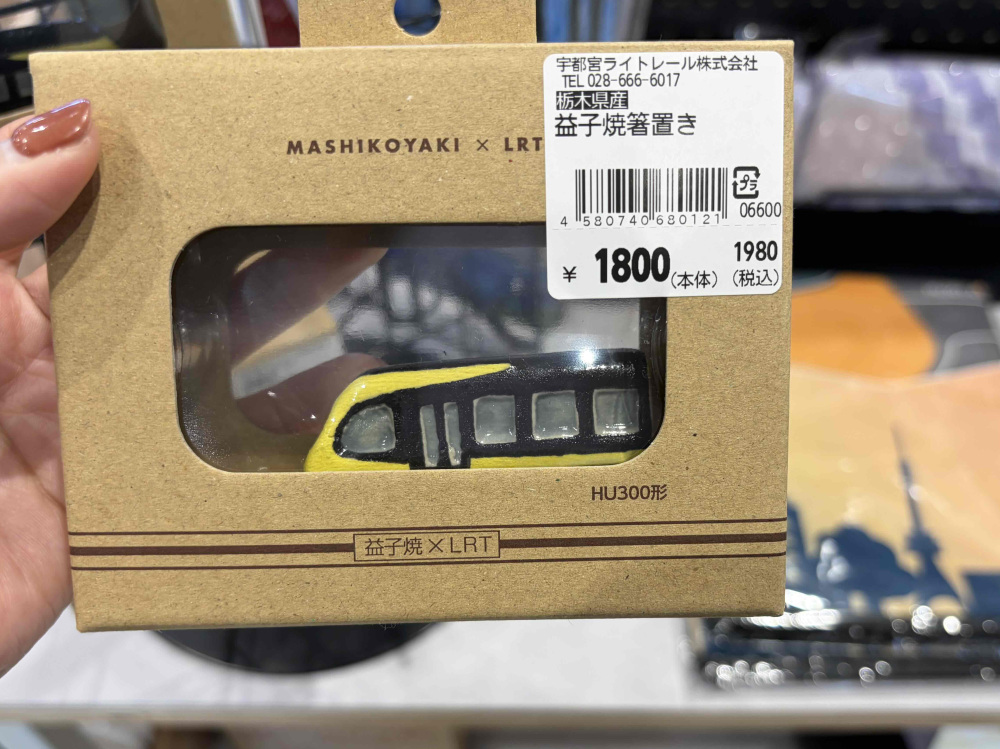 宇都宮ライトレール株式会社
TEL 028-666-6017
栃木県産
益子焼箸置き
プラ
06600
4 580740 680121
¥ 1800(本体) 1980(税込)
MASHIKOYAKI × LRT
HU300形
益子焼×LRT